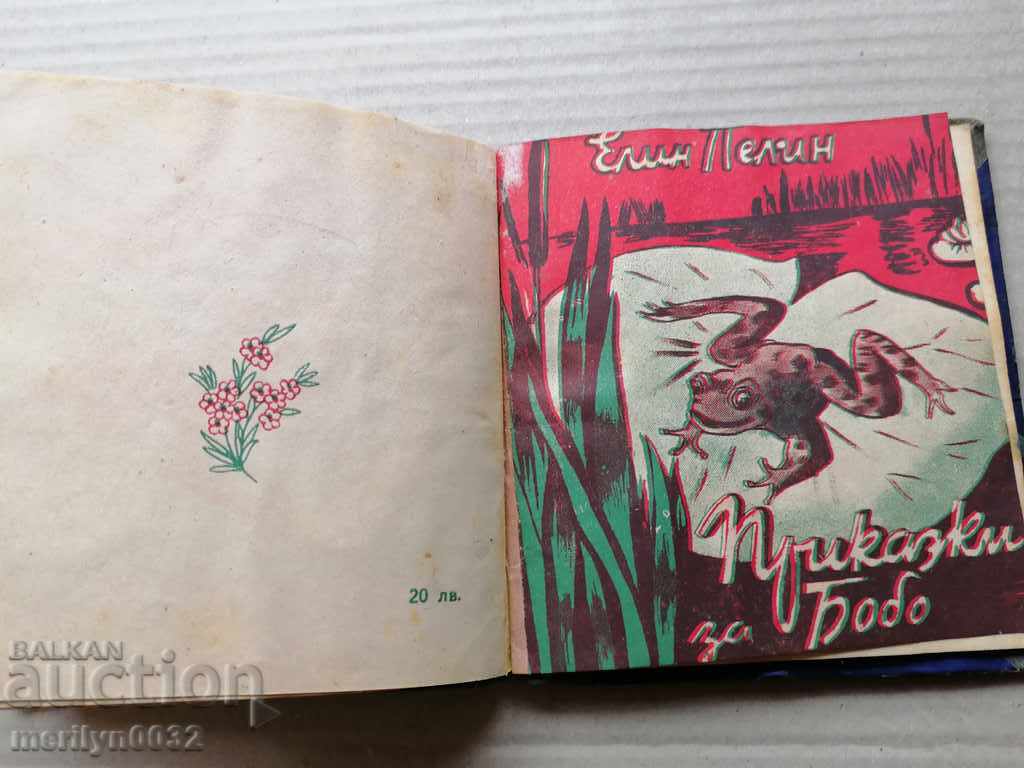 20 лв.
Елин Пелин
Приказки
за Бобо
BALKAN
auction
merilyn0032